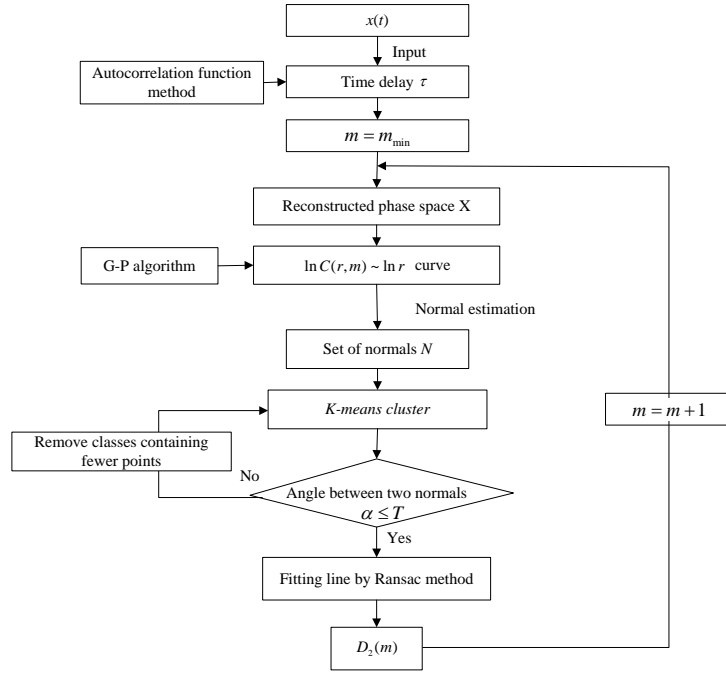 x(t)
Input
Autocorrelation function
method
Time delay τ
m = m_min
Reconstructed phase space X
G-P algorithm
ln C(r, m) ~ ln r curve
Normal estimation
Set of normals N
K-means cluster
m = m + 1
Remove classes containing
fewer points
No
Angle between two normals
α ≤ T
Yes
Fitting line by Ransac method
D₂(m)